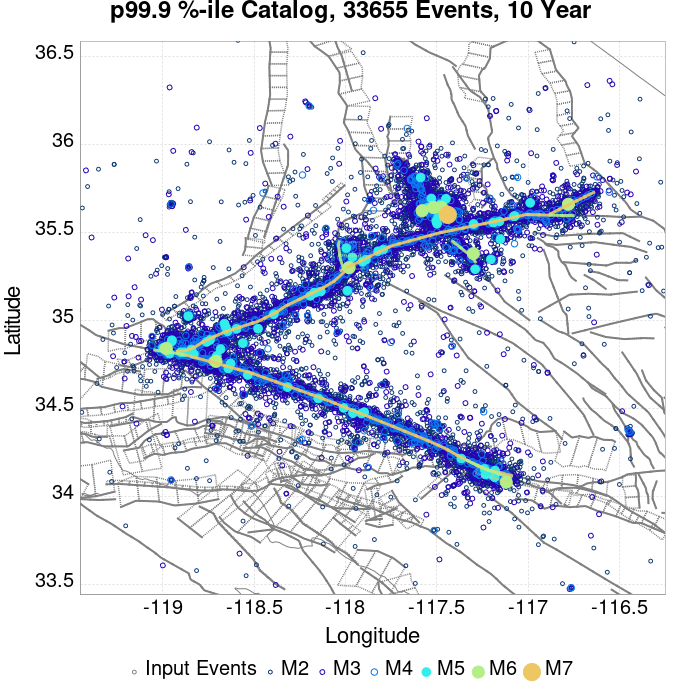 p99.9 %-ile Catalog, 33655 Events, 10 Year
36.5
36
35.5
35
34.5
34
33.5
Latitude
-119 -118.5 -118 -117.5 -117 -116.5
Longitude
Input Events M2 M3 M4 M5 M6 M7